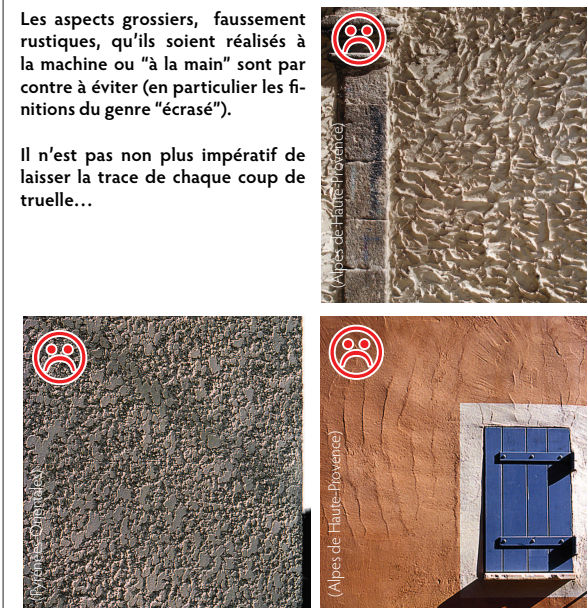 Les aspects grossiers, faussement
rustiques, qu'ils soient réalisés à
la machine ou "à la main" sont par
contre à éviter (en particulier les fi-
nitions du genre "écrasé").
Il n'est pas non plus impératif de
laisser la trace de chaque coup de
truelle…
(Alpes de Haute-Provence)
(Pyrénées-Orientales)
(Alpes de Haute-Provence)